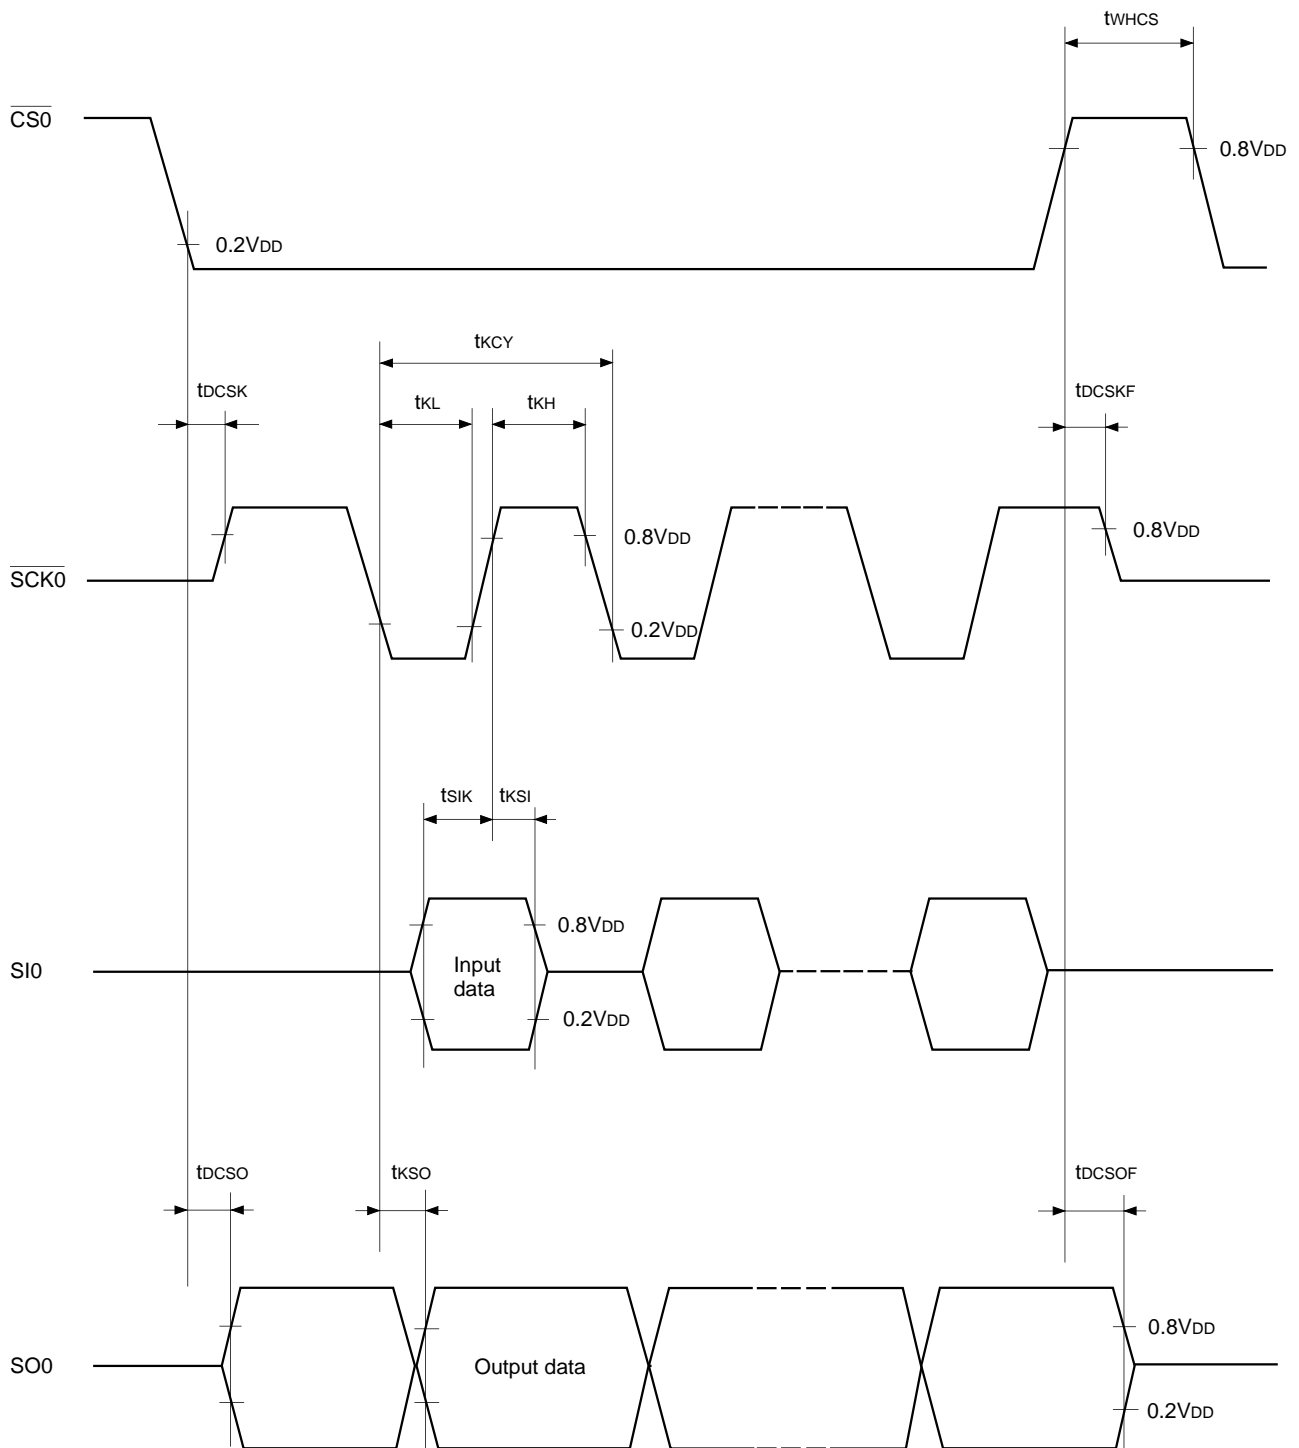 tWHCS
CS0
0.8VDD
0.2VDD
tKCY
tDCSK
tKL
tKH
tDCSKF
0.8VDD
0.8VDD
SCK0
0.2VDD
tSIK
tKSI
0.8VDD
SI0
Input
data
0.2VDD
tDCSO
tKSO
tDCSOF
0.8VDD
SO0
Output data
0.2VDD